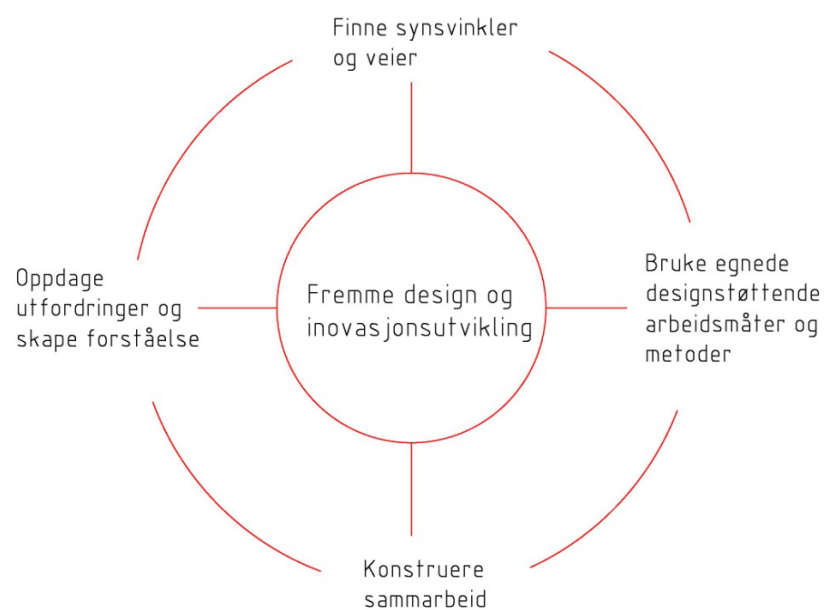 Finne synsvinkler
og veier
Oppdage
utfordringer og
skape forståelse
Fremme design og
inovasjonsutvikling
Bruke egnede
designstøttende
arbeidsmåter og
metoder
Konstruere
sammarbeid